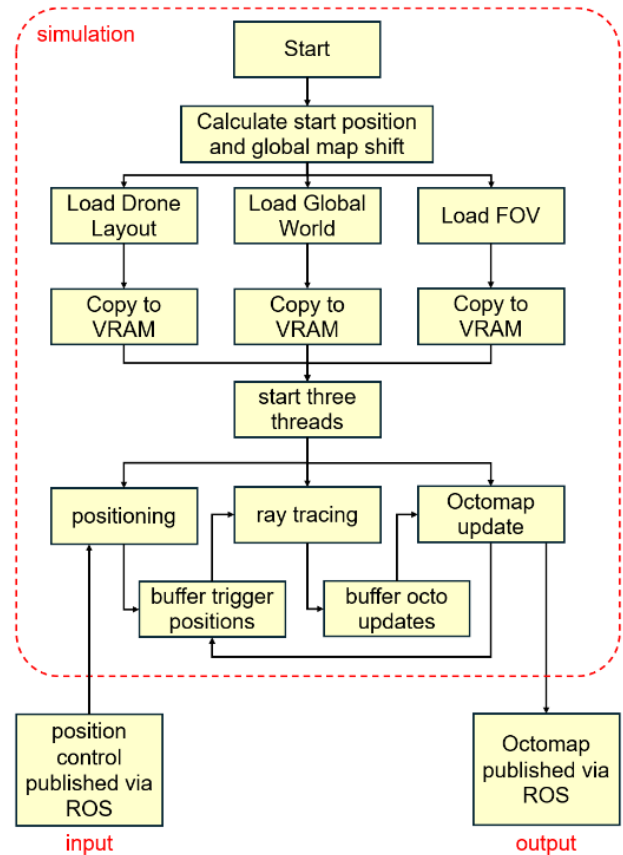 simulation
Start
Calculate start position
and global map shift
Load Drone
Layout
Load Global
World
Load FOV
Copy to
VRAM
Copy to
VRAM
Copy to
VRAM
start three
threads
positioning
ray tracing
Octomap
update
buffer trigger
positions
buffer octo
updates
position
control
published via
ROS
Octomap
published via
ROS
input
output